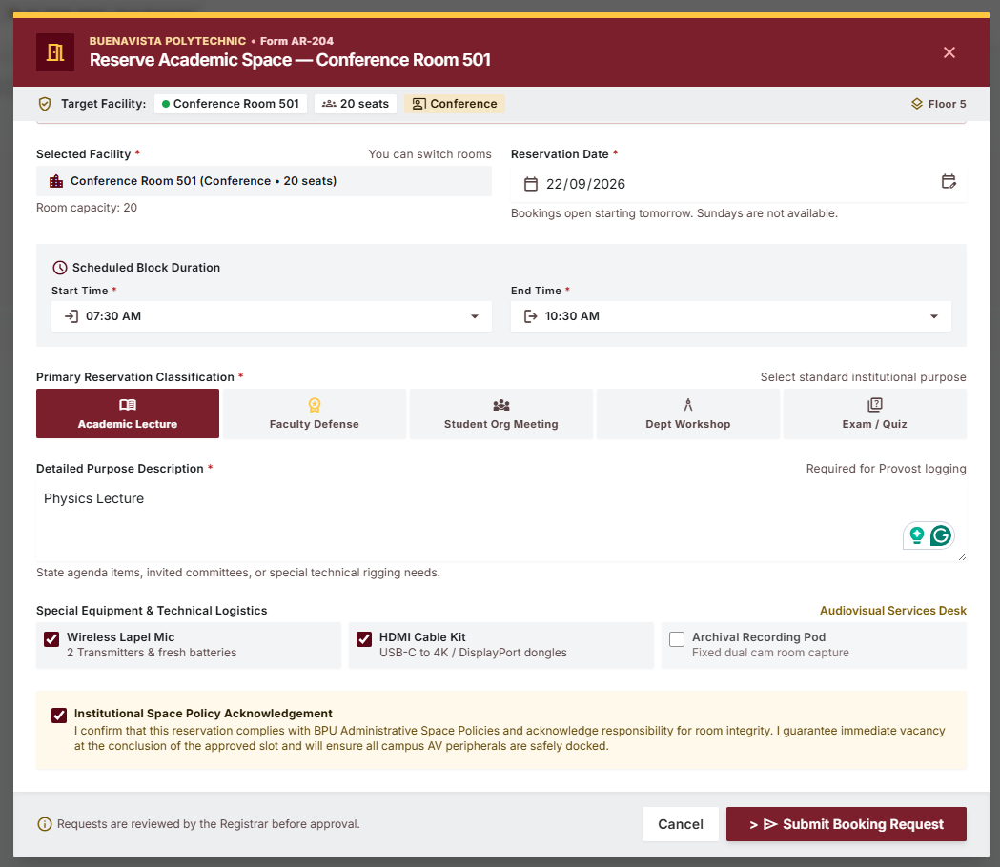 BUENAVISTA POLYTECHNIC • Form AR-204
Reserve Academic Space — Conference Room 501
Target Facility: Conference Room 501 20 seats Conference Floor 5
Selected Facility * You can switch rooms
Conference Room 501 (Conference • 20 seats)
Room capacity: 20
Reservation Date *
22/09/2026
Bookings open starting tomorrow. Sundays are not available.
Scheduled Block Duration
Start Time * End Time *
07:30 AM 10:30 AM
Primary Reservation Classification * Select standard institutional purpose
Academic Lecture Faculty Defense Student Org Meeting Dept Workshop Exam / Quiz
Detailed Purpose Description * Required for Provost logging
Physics Lecture
State agenda items, invited committees, or special technical rigging needs.
Special Equipment & Technical Logistics Audiovisual Services Desk
Wireless Lapel Mic
2 Transmitters & fresh batteries
HDMI Cable Kit
USB-C to 4K / DisplayPort dongles
Archival Recording Pod
Fixed dual cam room capture
Institutional Space Policy Acknowledgement
I confirm that this reservation complies with BPU Administrative Space Policies and acknowledge responsibility for room integrity. I guarantee immediate vacancy
at the conclusion of the approved slot and will ensure all campus AV peripherals are safely docked.
Requests are reviewed by the Registrar before approval. Cancel > Submit Booking Request